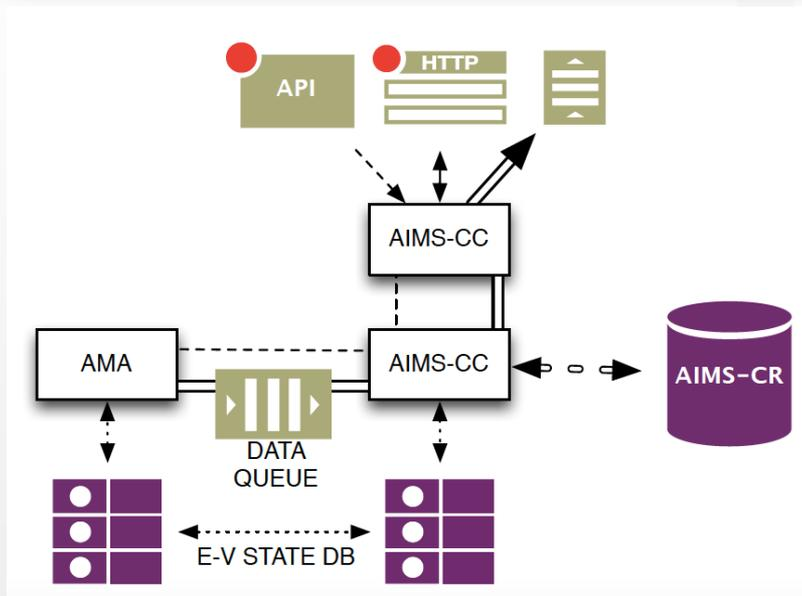 API
HTTP
AIMS-CC
AMA
AIMS-CC
AIMS-CR
DATA
QUEUE
E-V STATE DB